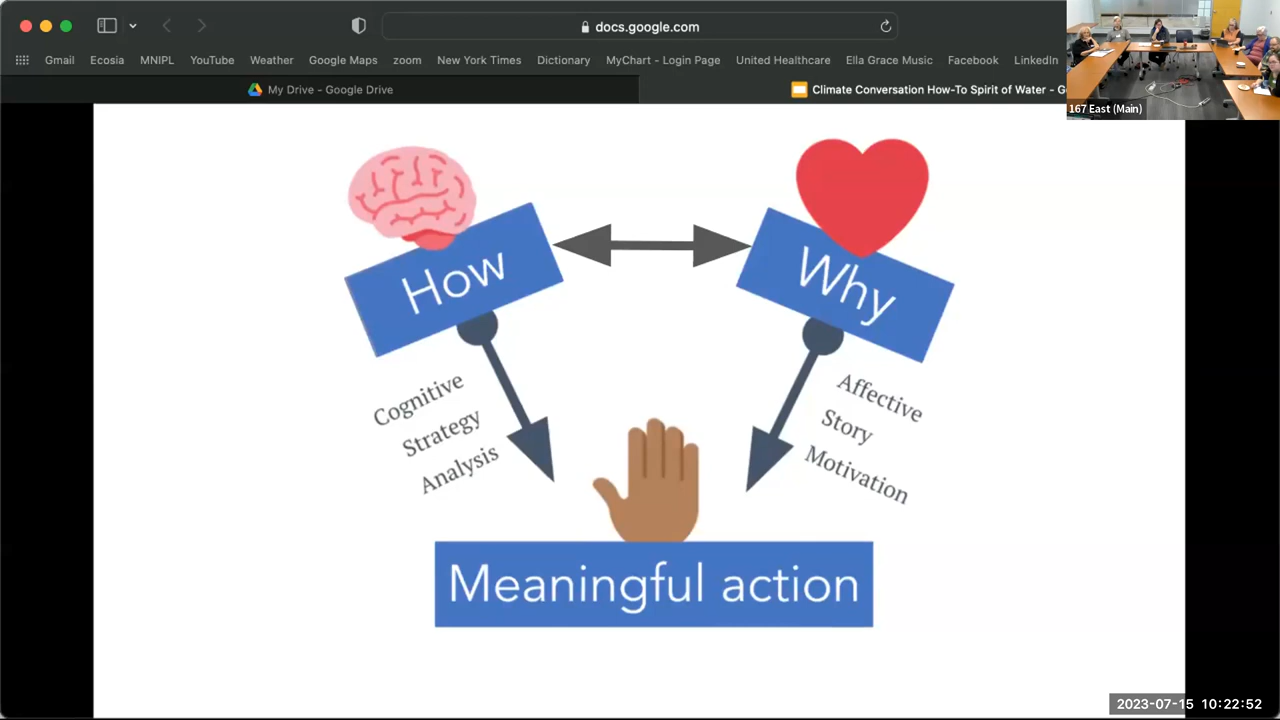 docs.google.com
Gmail Ecosia MNIPL YouTube Weather Google Maps zoom New York Times Dictionary MyChart - Login Page United Healthcare Ella Grace Music Facebook LinkedIn
My Drive - Google Drive
Climate Conversation How-To Spirit of Water - G
167 East (Main)
How
Why
Cognitive
Strategy
Analysis
Affective
Story
Motivation
Meaningful action
2023-07-15 10:22:52